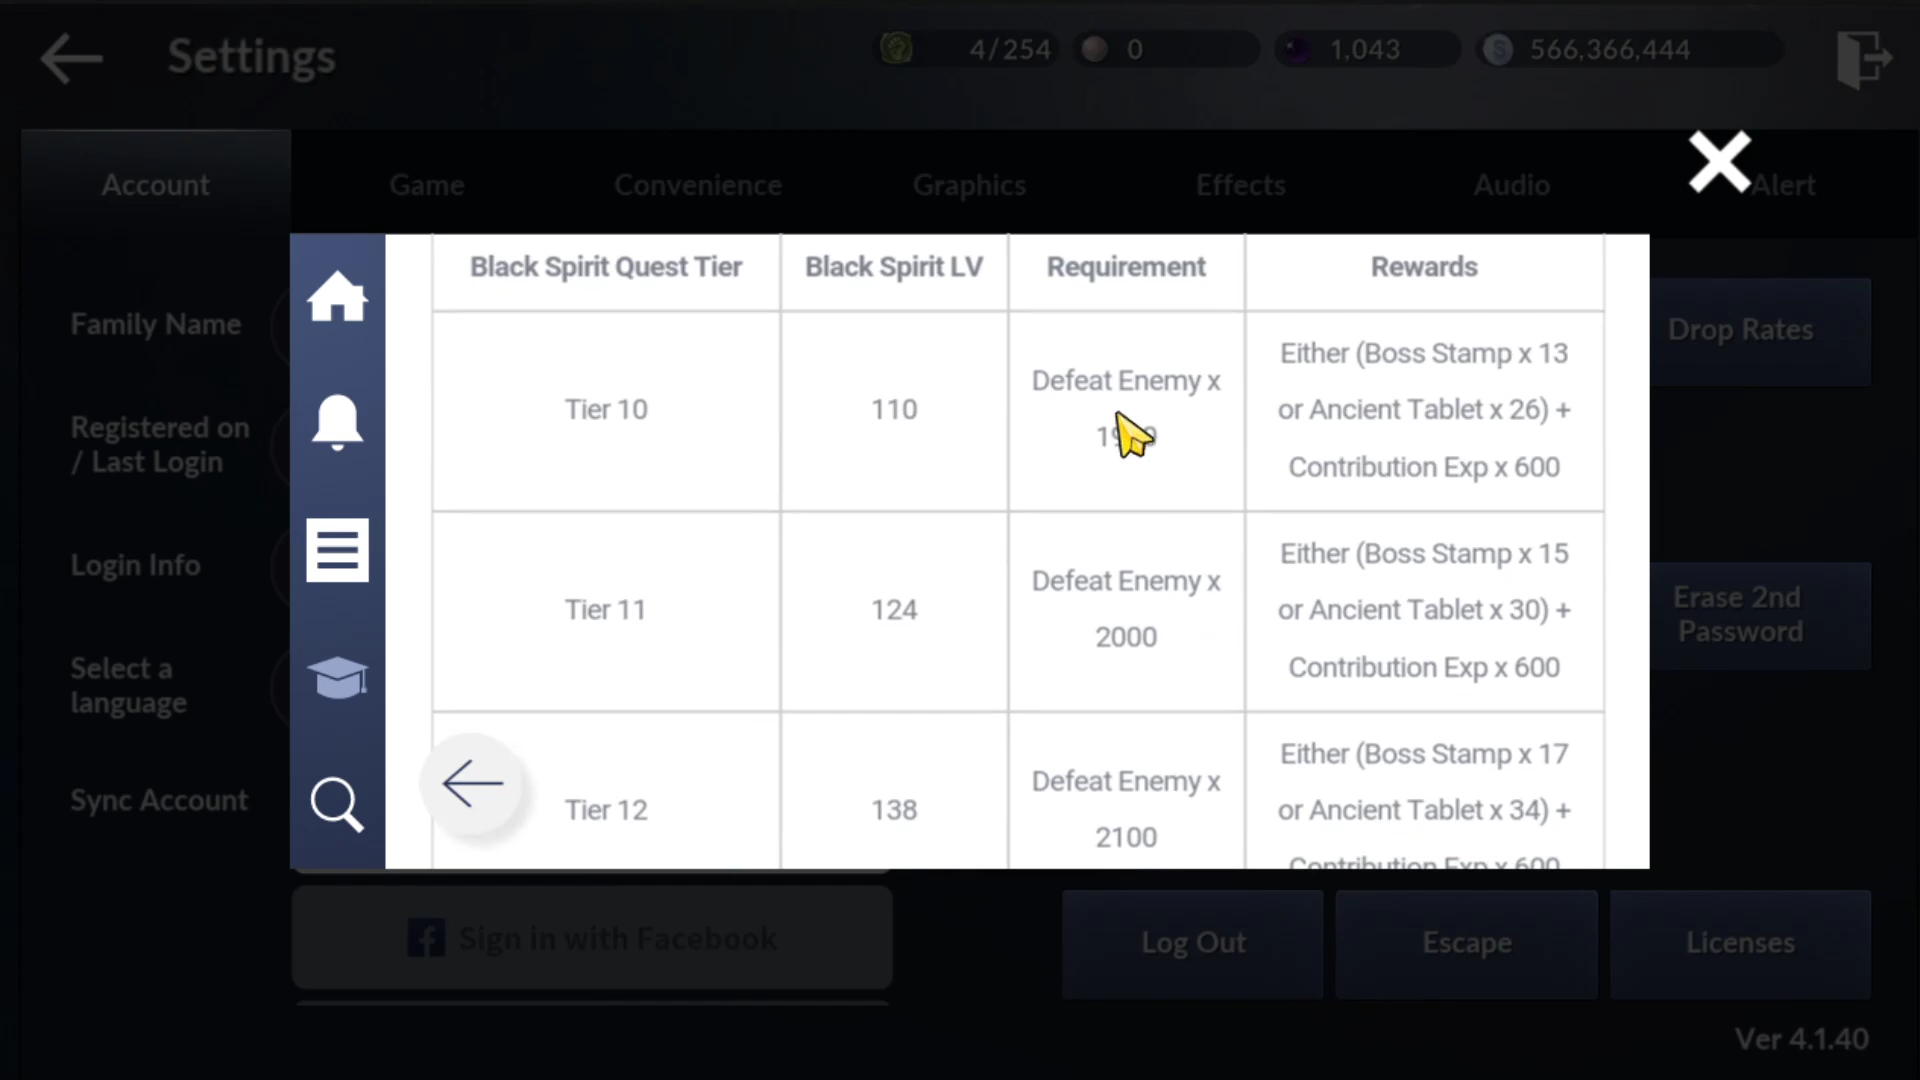 Settings
4/254
0
1,043
566,366,444
Account
Game
Convenience
Graphics
Effects
Audio
Alert
Family Name
Registered on
/ Last Login
Login Info
Select a
language
Sync Account
Black Spirit Quest Tier
Black Spirit LV
Requirement
Rewards
Tier 10
110
Defeat Enemy x
Either (Boss Stamp x 13
or Ancient Tablet x 26) +
Contribution Exp x 600
Tier 11
124
Defeat Enemy x
2000
Either (Boss Stamp x 15
or Ancient Tablet x 30) +
Contribution Exp x 600
Tier 12
138
Defeat Enemy x
2100
Either (Boss Stamp x 17
or Ancient Tablet x 34) +
Contribution Exp x 600
Drop Rates
Erase 2nd
Password
Sign in with Facebook
Log Out
Escape
Licenses
Ver 4.1.40